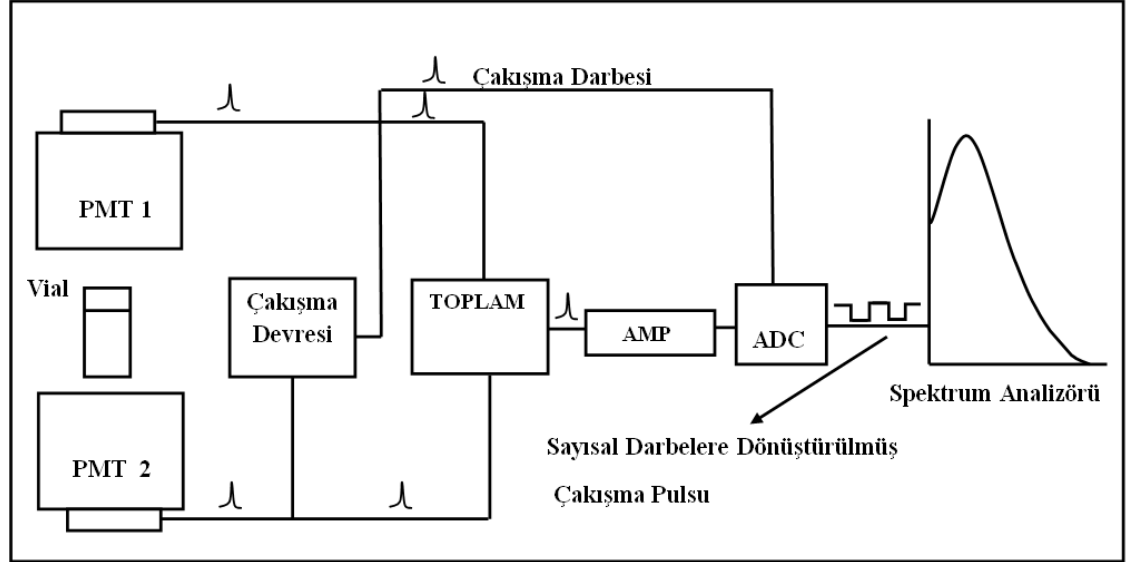 Çakışma Darbesi
PMT 1
Vial
Çakışma
Devresi
TOPLAM
AMP
ADC
Spektrum Analizörü
PMT 2
Sayısal Darbelere Dönüştürülmüş
Çakışma Pulsu